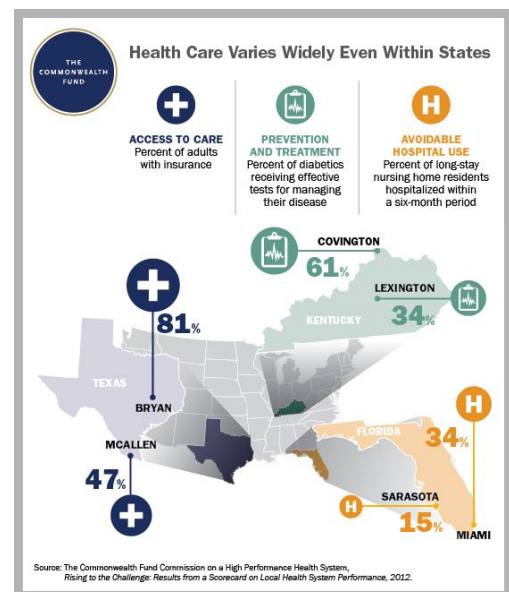 THE
COMMONWEALTH
FUND
Health Care Varies Widely Even Within States
ACCESS TO CARE
Percent of adults
with insurance
PREVENTION
AND TREATMENT
Percent of diabetics
receiving effective
tests for managing
their disease
H
AVOIDABLE
HOSPITAL USE
Percent of long-stay
nursing home residents
hospitalized within
a six-month period
COVINGTON
61%
LEXINGTON
KENTUCKY
34%
81%
TEXAS
BRYAN
MCALLEN
47%
H
FLORIDA
34%
SARASOTA
H
15%
MIAMI
Source: The Commonwealth Fund Commission on a High Performance Health System,
Rising to the Challenge: Results from a Scorecard on Local Health System Performance, 2012.